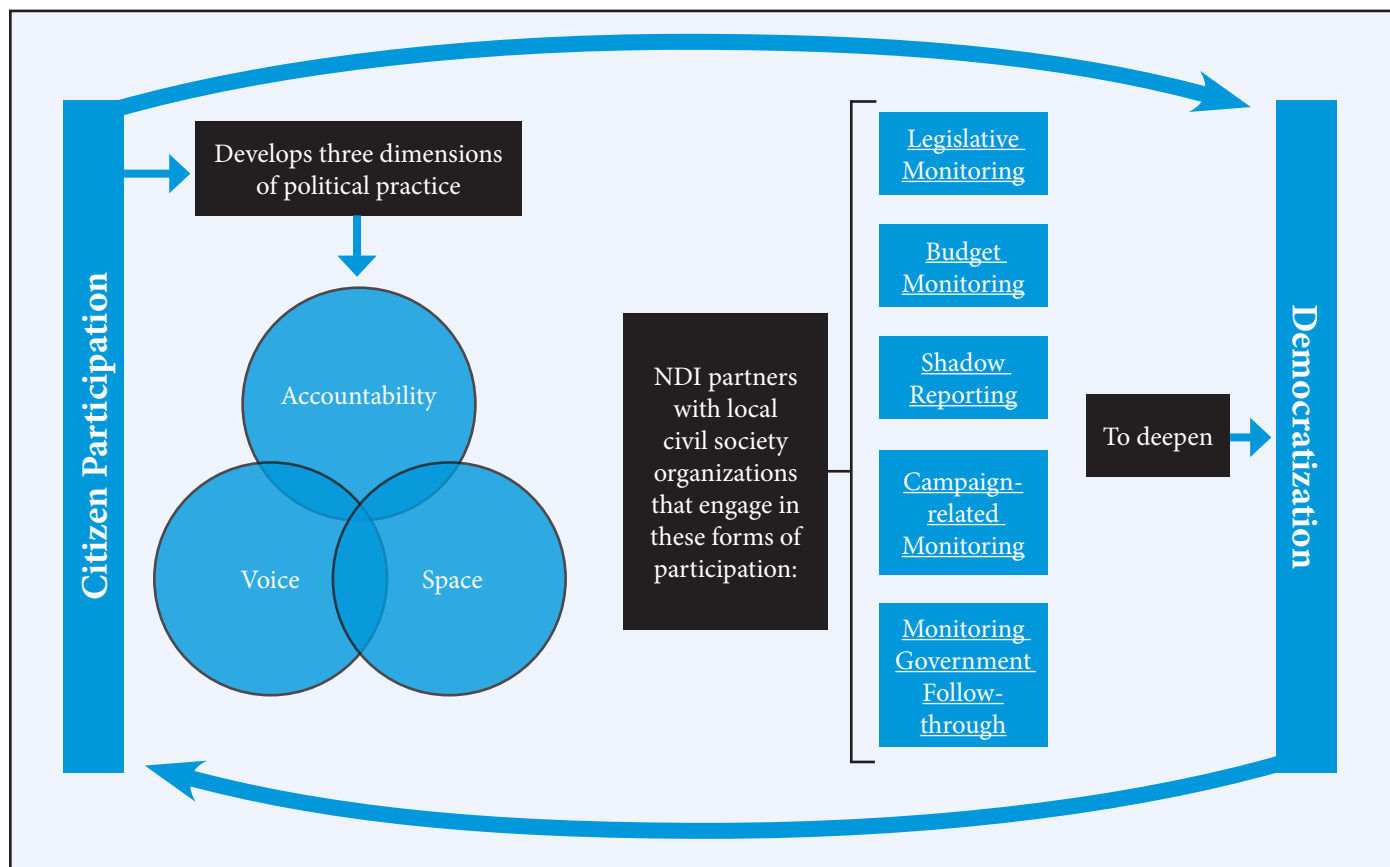 Citizen Participation
Develops three dimensions
of political practice
Accountability
Voice
Space
NDI partners
with local
civil society
organizations
that engage in
these forms of
participation:
Legislative
Monitoring
Budget
Monitoring
Shadow
Reporting
Campaign-
related
Monitoring
Monitoring
Government
Follow-
through
To deepen
Democratization